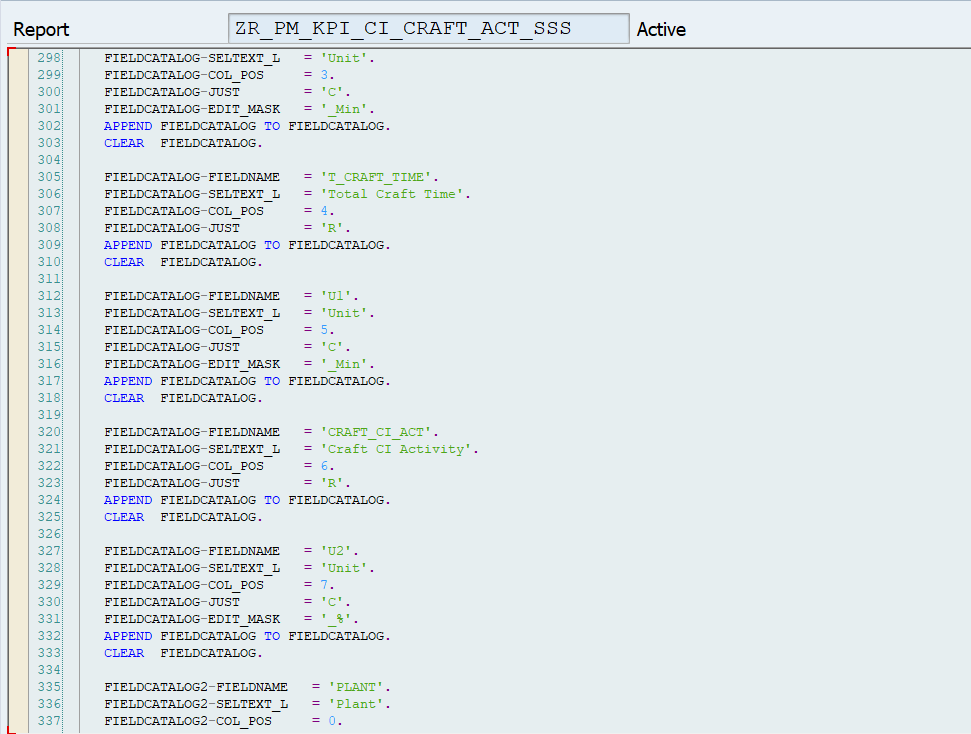 Report ZR_PM_KPI_CI_CRAFT_ACT_SSS Active
298 FIELDCATALOG-SELTEXT_L = 'Unit'.
299 FIELDCATALOG-COL_POS = 3.
300 FIELDCATALOG-JUST = 'C'.
301 FIELDCATALOG-EDIT_MASK = '_Min'.
302 APPEND FIELDCATALOG TO FIELDCATALOG.
303 CLEAR FIELDCATALOG.
304
305 FIELDCATALOG-FIELDNAME = 'T_CRAFT_TIME'.
306 FIELDCATALOG-SELTEXT_L = 'Total Craft Time'.
307 FIELDCATALOG-COL_POS = 4.
308 FIELDCATALOG-JUST = 'R'.
309 APPEND FIELDCATALOG TO FIELDCATALOG.
310 CLEAR FIELDCATALOG.
311
312 FIELDCATALOG-FIELDNAME = 'U1'.
313 FIELDCATALOG-SELTEXT_L = 'Unit'.
314 FIELDCATALOG-COL_POS = 5.
315 FIELDCATALOG-JUST = 'C'.
316 FIELDCATALOG-EDIT_MASK = '_Min'.
317 APPEND FIELDCATALOG TO FIELDCATALOG.
318 CLEAR FIELDCATALOG.
319
320 FIELDCATALOG-FIELDNAME = 'CRAFT_CI_ACT'.
321 FIELDCATALOG-SELTEXT_L = 'Craft CI Activity'.
322 FIELDCATALOG-COL_POS = 6.
323 FIELDCATALOG-JUST = 'R'.
324 APPEND FIELDCATALOG TO FIELDCATALOG.
325 CLEAR FIELDCATALOG.
326
327 FIELDCATALOG-FIELDNAME = 'U2'.
328 FIELDCATALOG-SELTEXT_L = 'Unit'.
329 FIELDCATALOG-COL_POS = 7.
330 FIELDCATALOG-JUST = 'C'.
331 FIELDCATALOG-EDIT_MASK = '_%'.
332 APPEND FIELDCATALOG TO FIELDCATALOG.
333 CLEAR FIELDCATALOG.
334
335 FIELDCATALOG2-FIELDNAME = 'PLANT'.
336 FIELDCATALOG2-SELTEXT_L = 'Plant'.
337 FIELDCATALOG2-COL_POS = 0.